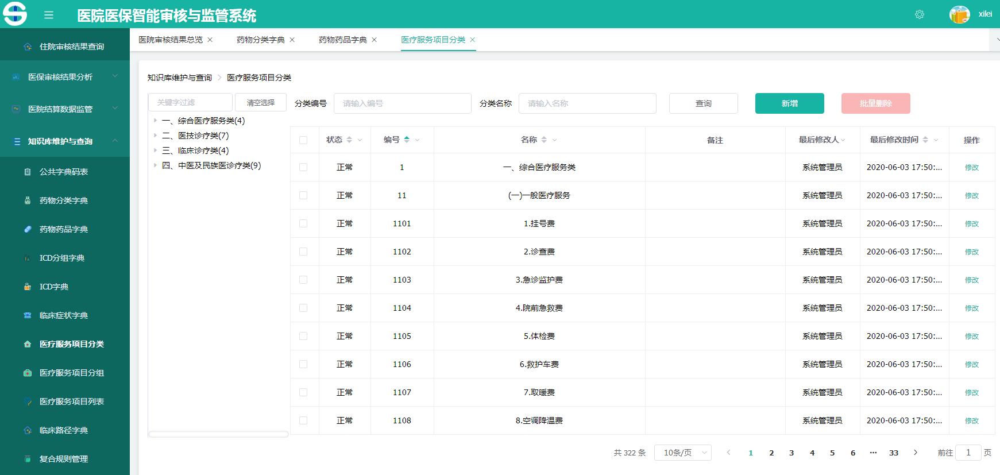 医院医保智能审核与监管系统
xilei
住院审核结果查询
医保审核结果分析
医院结算数据监管
知识库维护与查询
公共字典码表
药物分类字典
药物药品字典
ICD分组字典
ICD字典
临床症状字典
医疗服务项目分类
医疗服务项目分组
医疗服务项目列表
临床路径字典
复合规则管理
医院审核结果总览 药物分类字典 药物药品字典 医疗服务项目分类
知识库维护与查询 > 医疗服务项目分类
关键字过滤 清空选择 分类编号 请输入编号 分类名称 请输入名称 查询 新增 批量删除
一、综合医疗服务类(4)
二、医技诊疗类(7)
三、临床诊疗类(4)
四、中医及民族医诊疗类(9)
状态 编号 名称 备注 最后修改人 最后修改时间 操作
正常 1 一、综合医疗服务类 系统管理员 2020-06-03 17:50:... 修改
正常 11 (一)一般医疗服务 系统管理员 2020-06-03 17:50:... 修改
正常 1101 1.挂号费 系统管理员 2020-06-03 17:50:... 修改
正常 1102 2.诊查费 系统管理员 2020-06-03 17:50:... 修改
正常 1103 3.急诊监护费 系统管理员 2020-06-03 17:50:... 修改
正常 1104 4.院前急救费 系统管理员 2020-06-03 17:50:... 修改
正常 1105 5.体检费 系统管理员 2020-06-03 17:50:... 修改
正常 1106 6.救护车费 系统管理员 2020-06-03 17:50:... 修改
正常 1107 7.取暖费 系统管理员 2020-06-03 17:50:... 修改
正常 1108 8.空调降温费 系统管理员 2020-06-03 17:50:... 修改
共 322 条 10条/页 1 2 3 4 5 6 ... 33 前往 1 页